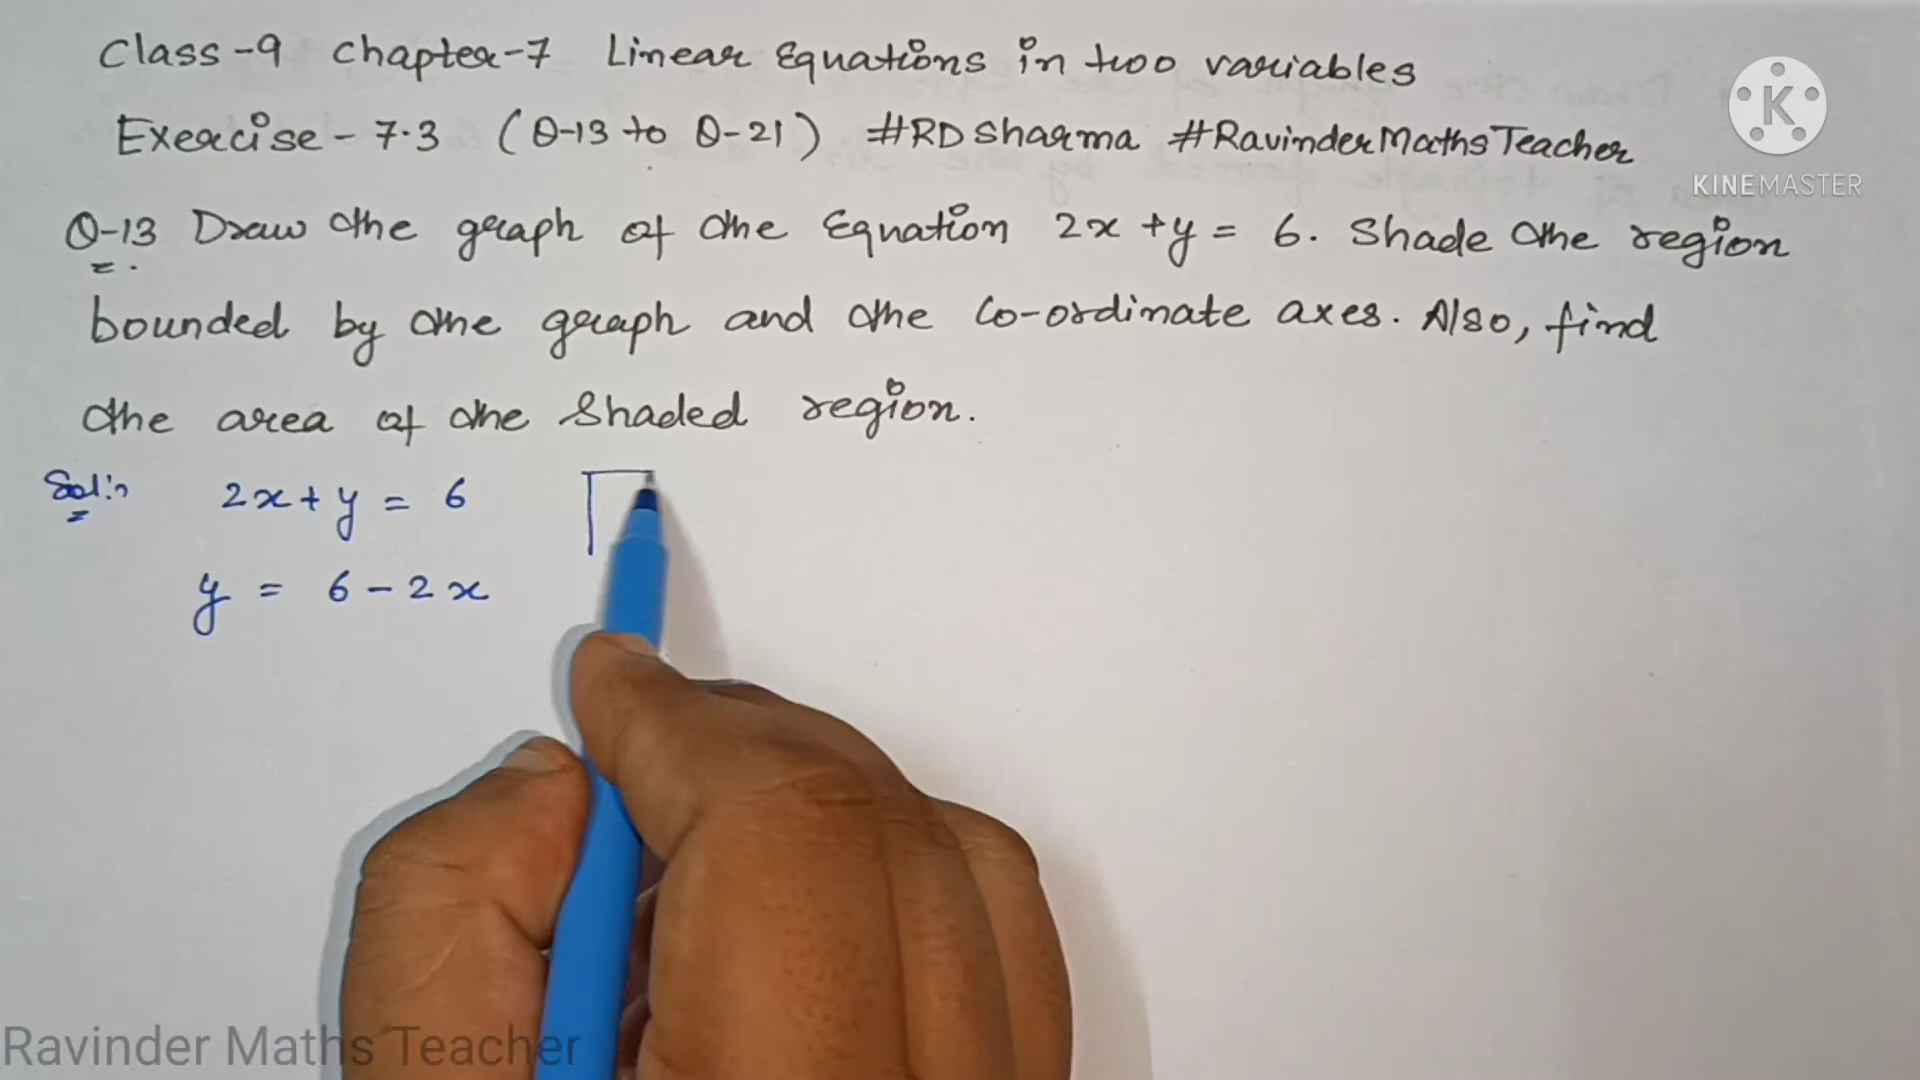 Class-9 Chapter-7 Linear Equations in two variables
Exercise - 7.3 (Q-13 to Q-21) #RDSharma #RavinderMathsTeacher
KINEMASTER
Q-13 Draw the graph of the Equation 2x + y = 6. Shade the region
bounded by the graph and the Co-ordinate axes. Also, find
the area of the Shaded region.
Sol:n 2x + y = 6
y = 6 - 2x
Ravinder Maths Teacher